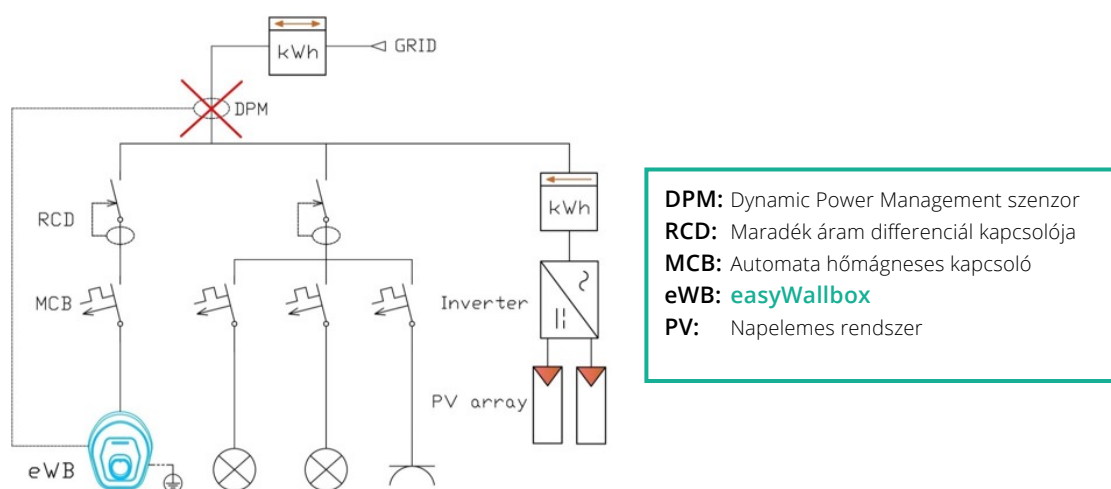 kWh
GRID
DPM
RCD
kWh
MCB
Inverter
PV array
eWB
DPM: Dynamic Power Management szenzor
RCD: Maradék áram differenciál kapcsolója
MCB: Automata hőmágneses kapcsoló
eWB: easyWallbox
PV: Napelemes rendszer